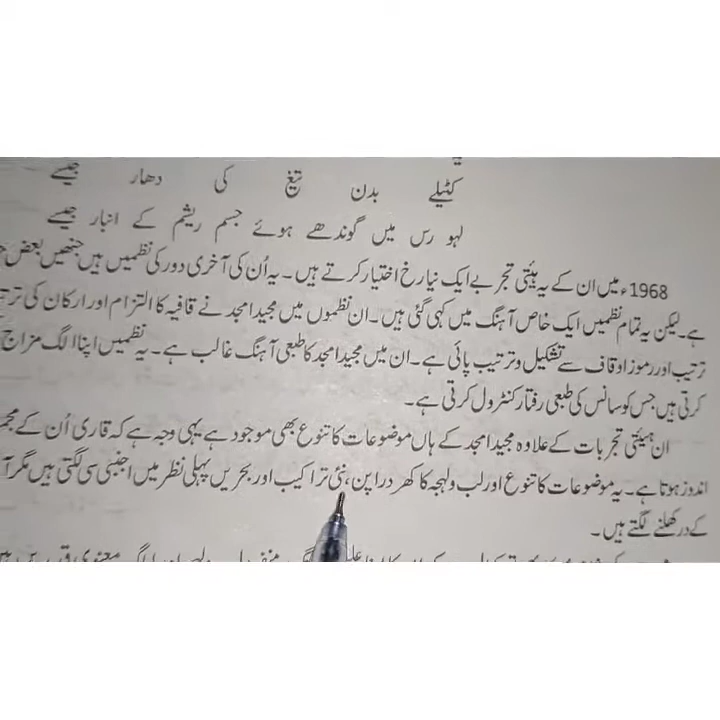 کٹیلے بدن تیغ کی دھار جیسے
لہو رس میں گوندھے ہوئے جسم ریشم کے انبار جیسے
1968ء میں ان کے یہ ہیئتی تجربے ایک نیا رخ اختیار کرتے ہیں۔ یہ اُن کی آخری دور کی نظمیں ہیں جنھیں بعض
ہے۔ لیکن یہ تمام نظمیں ایک خاص آہنگ میں کہی گئی ہیں۔ ان نظموں میں مجید امجد نے قافیہ کا التزام اور ارکان کی
ترتیب اور رموز اوقاف سے تشکیل و ترتیب پائی ہے۔ ان میں مجید امجد کا طبعی آہنگ غالب ہے۔ یہ نظمیں اپنا الگ مزاج
کرتی ہیں جس کو سانس کی طبعی رفتار کنٹرول کرتی ہے۔
ان ہیئتی تجربات کے علاوہ مجید امجد کے ہاں موضوعات کا تنوع بھی موجود ہے یہی وجہ ہے کہ قاری اُن کے
اندوز ہوتا ہے۔ یہ موضوعات کا تنوع اور لب و لہجہ کا کھردرا پن، نئی تراکیب اور بحریں پہلی نظر میں اجنبی سی لگتی ہیں مگر
کے در کھلنے لگتے ہیں۔